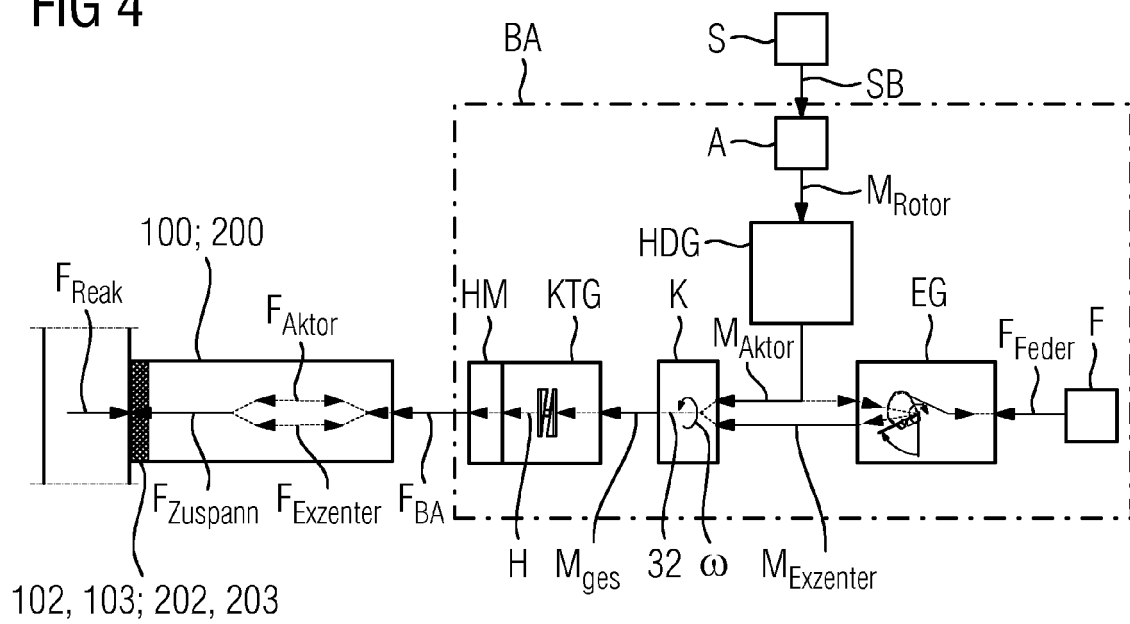 FIG 4
BA
S
SB
A
M_Rotor
100; 200
HDG
F_Reak
F_Aktor
HM
KTG
K
EG
M_Aktor
F_Feder
F
F_Zuspann
F_Exzenter
F_BA
H
M_ges
32
ω
M_Exzenter
102, 103; 202, 203